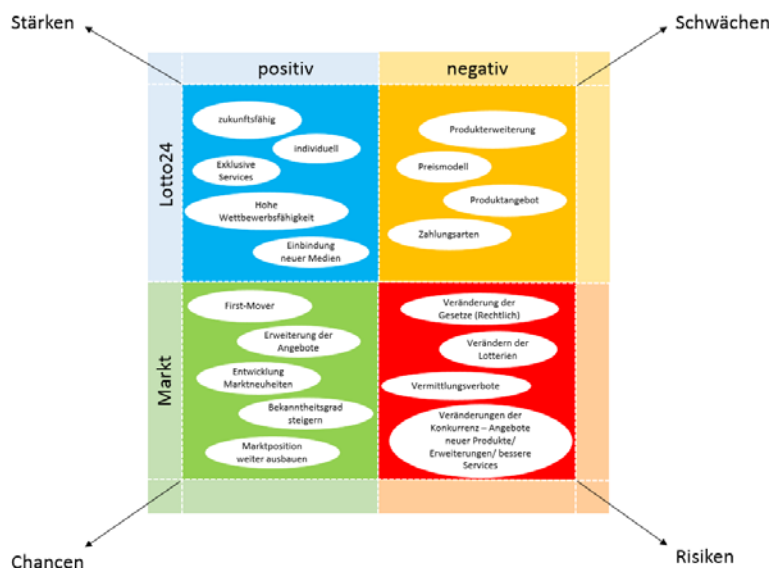 Stärken
Schwächen
positiv
negativ
Lotto24
zukunftsfähig
individuell
Exklusive
Services
Hohe
Wettbewerbsfähigkeit
Einbindung
neuer Medien
Produkterweiterung
Preismodell
Produktangebot
Zahlungsarten
Markt
First-Mover
Erweiterung der
Angebote
Entwicklung
Marktneuheiten
Bekanntheitsgrad
steigern
Marktposition
weiter ausbauen
Veränderung der
Gesetze (Rechtlich)
Verändern der
Lotterien
Vermittlungsverbote
Veränderungen der
Konkurrenz – Angebote
neuer Produkte/
Erweiterungen/ bessere
Services
Chancen
Risiken